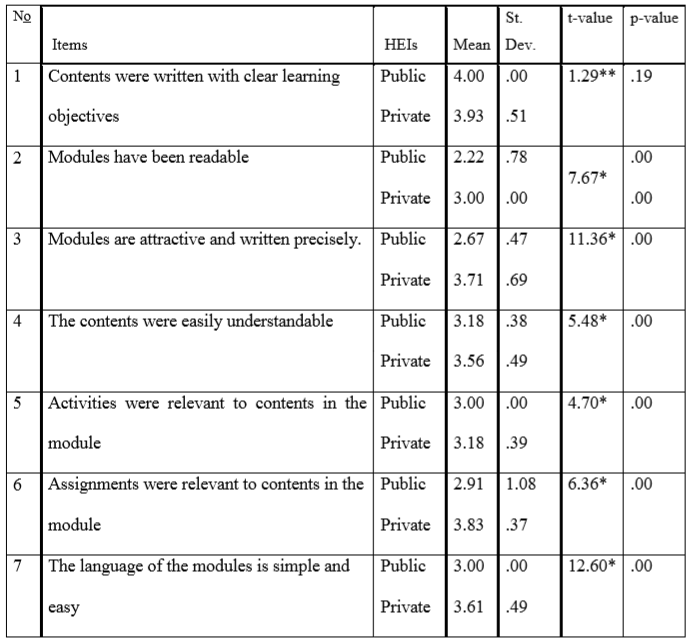 No Items HEIs Mean St. Dev. t-value p-value
1 Contents were written with clear learning Public 4.00 .00 1.29** .19
objectives Private 3.93 .51
2 Modules have been readable Public 2.22 .78 7.67* .00
Private 3.00 .00 .00
3 Modules are attractive and written precisely. Public 2.67 .47 11.36* .00
Private 3.71 .69
4 The contents were easily understandable Public 3.18 .38 5.48* .00
Private 3.56 .49
5 Activities were relevant to contents in the Public 3.00 .00 4.70* .00
module Private 3.18 .39
6 Assignments were relevant to contents in the Public 2.91 1.08 6.36* .00
module Private 3.83 .37
7 The language of the modules is simple and Public 3.00 .00 12.60* .00
easy Private 3.61 .49